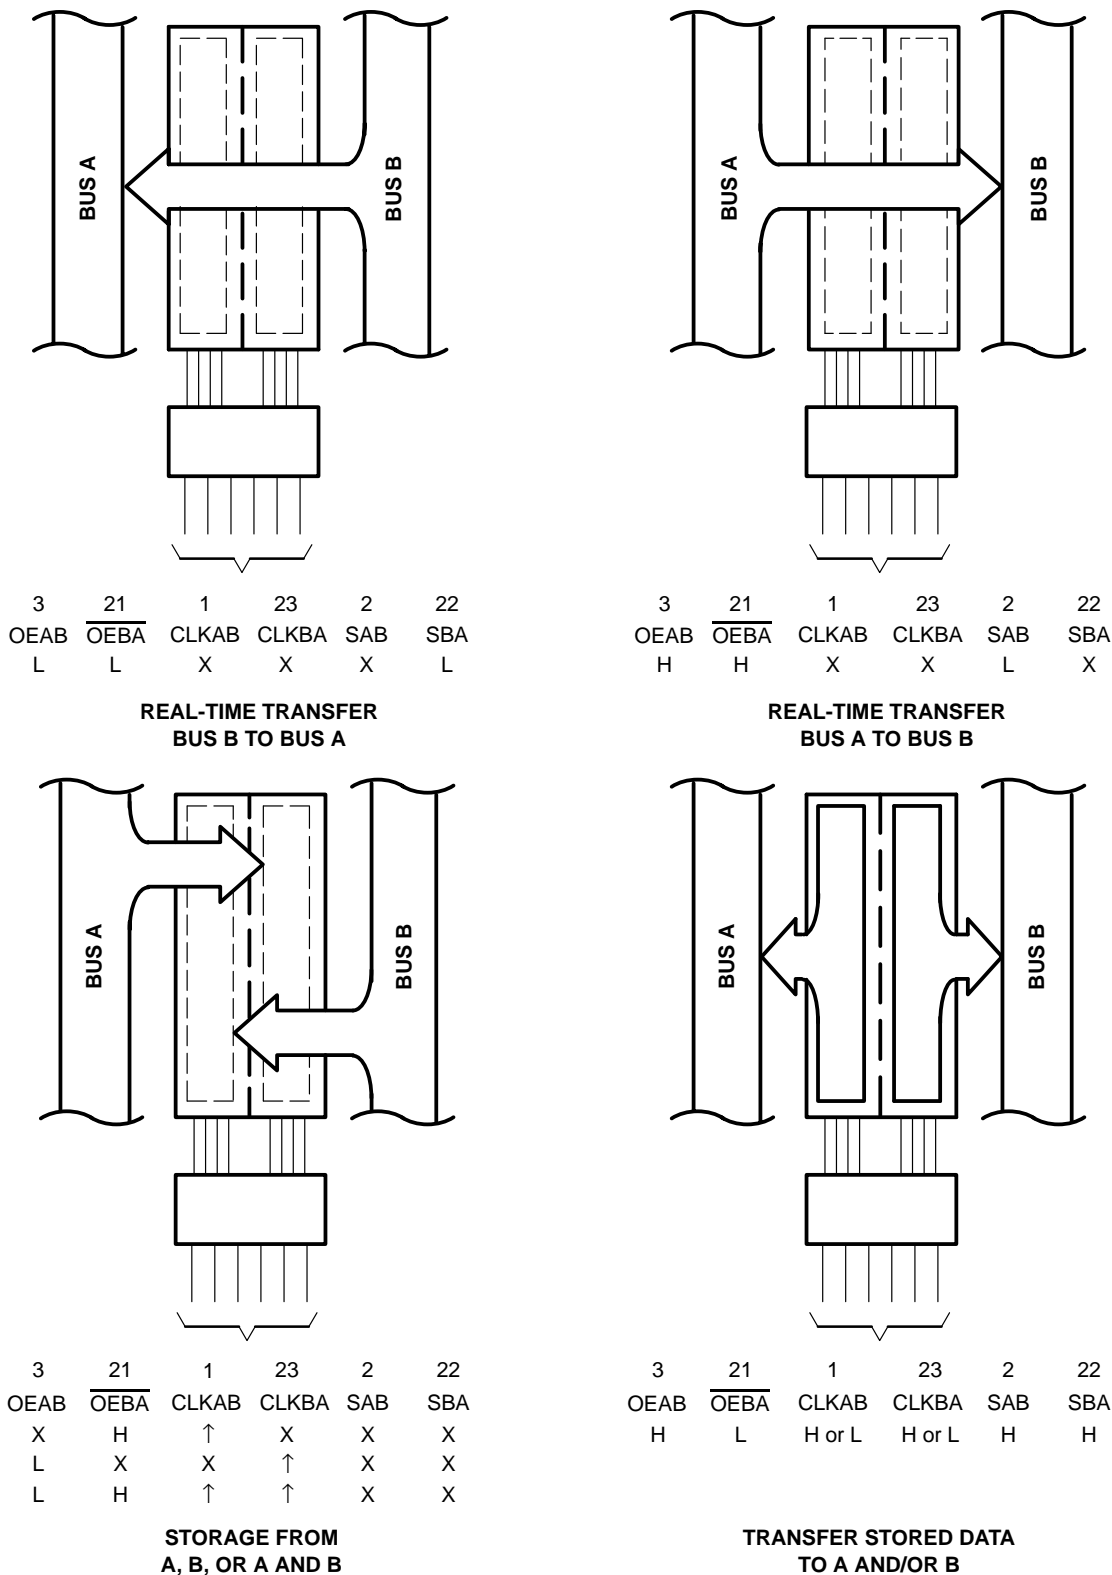 BUS A
BUS B
3 21 1 23 2 22
OEAB OEBA CLKAB CLKBA SAB SBA
L L X X X L
REAL-TIME TRANSFER
BUS B TO BUS A
BUS A
BUS B
3 21 1 23 2 22
OEAB OEBA CLKAB CLKBA SAB SBA
H H X X L X
REAL-TIME TRANSFER
BUS A TO BUS B
BUS A
BUS B
3 21 1 23 2 22
OEAB OEBA CLKAB CLKBA SAB SBA
X H ↑ X X X
L X X ↑ X X
L H ↑ ↑ X X
STORAGE FROM
A, B, OR A AND B
BUS A
BUS B
3 21 1 23 2 22
OEAB OEBA CLKAB CLKBA SAB SBA
H L H or L H or L H H
TRANSFER STORED DATA
TO A AND/OR B